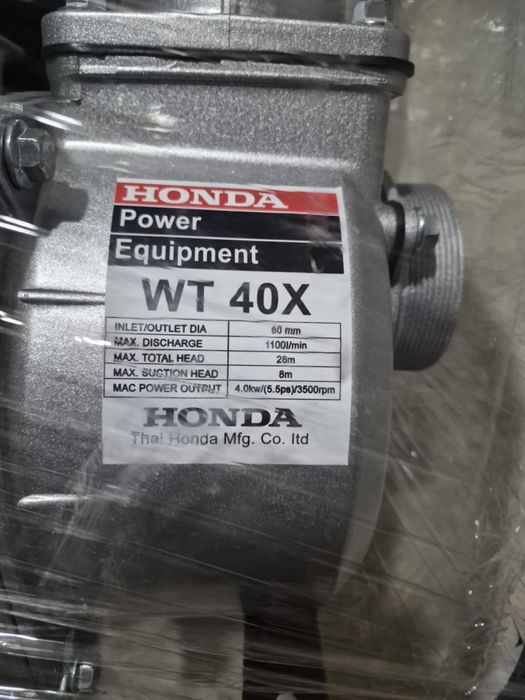 HONDA
Power
Equipment
WT 40X
INLET/OUTLET DIA 80 mm
MAX. DISCHARGE 1100l/min
MAX. TOTAL HEAD 28m
MAX. SUCTION HEAD 8m
MAC POWER OUTPUT 4.0kw/(5.5ps)/3500rpm
HONDA
Thai Honda Mfg. Co. ltd